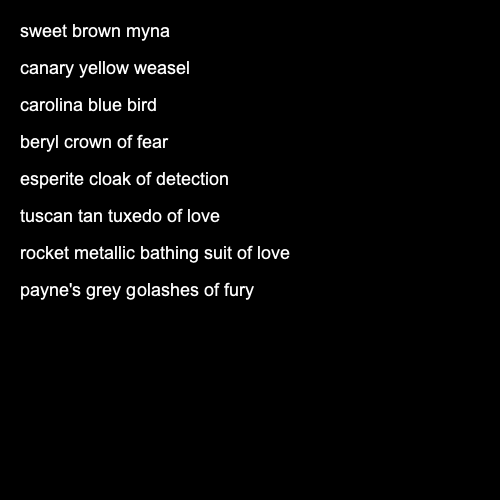 sweet brown myna
canary yellow weasel
carolina blue bird
beryl crown of fear
esperite cloak of detection
tuscan tan tuxedo of love
rocket metallic bathing suit of love
payne's grey golashes of fury